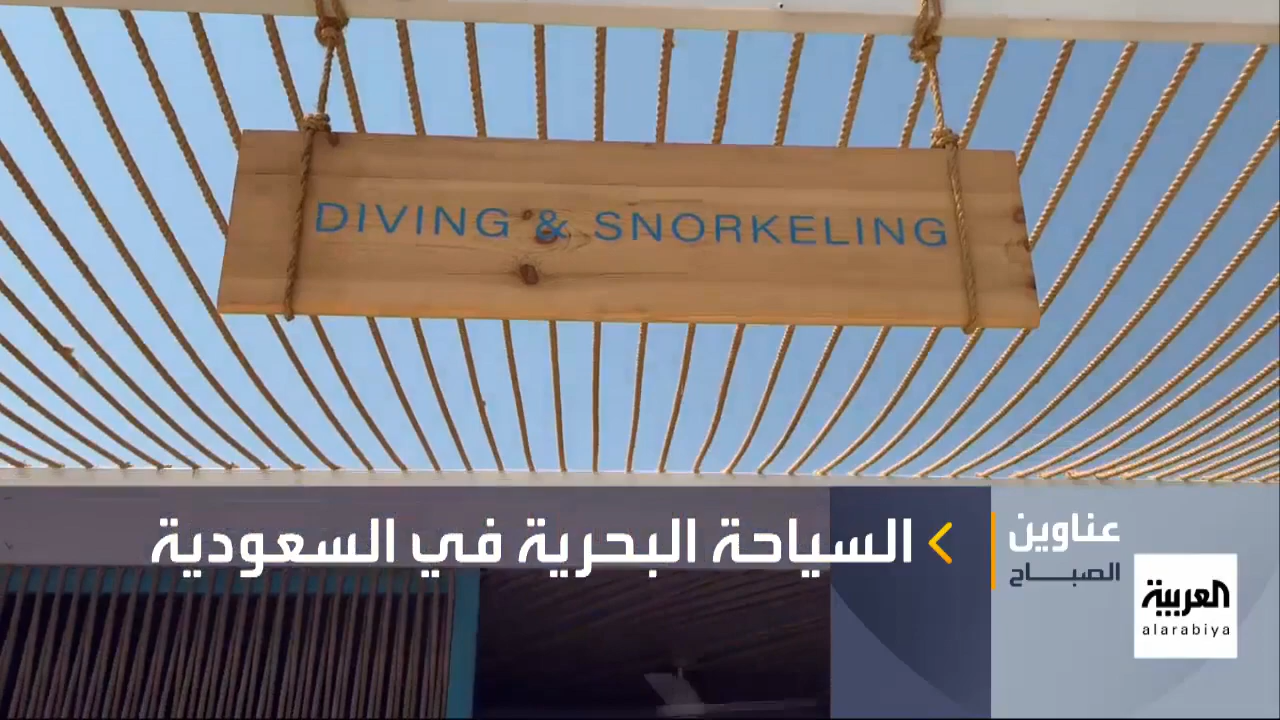 DIVING & SNORKELING
السياحة البحرية في السعودية
عناوين
الصباح
العربية
alarabiya